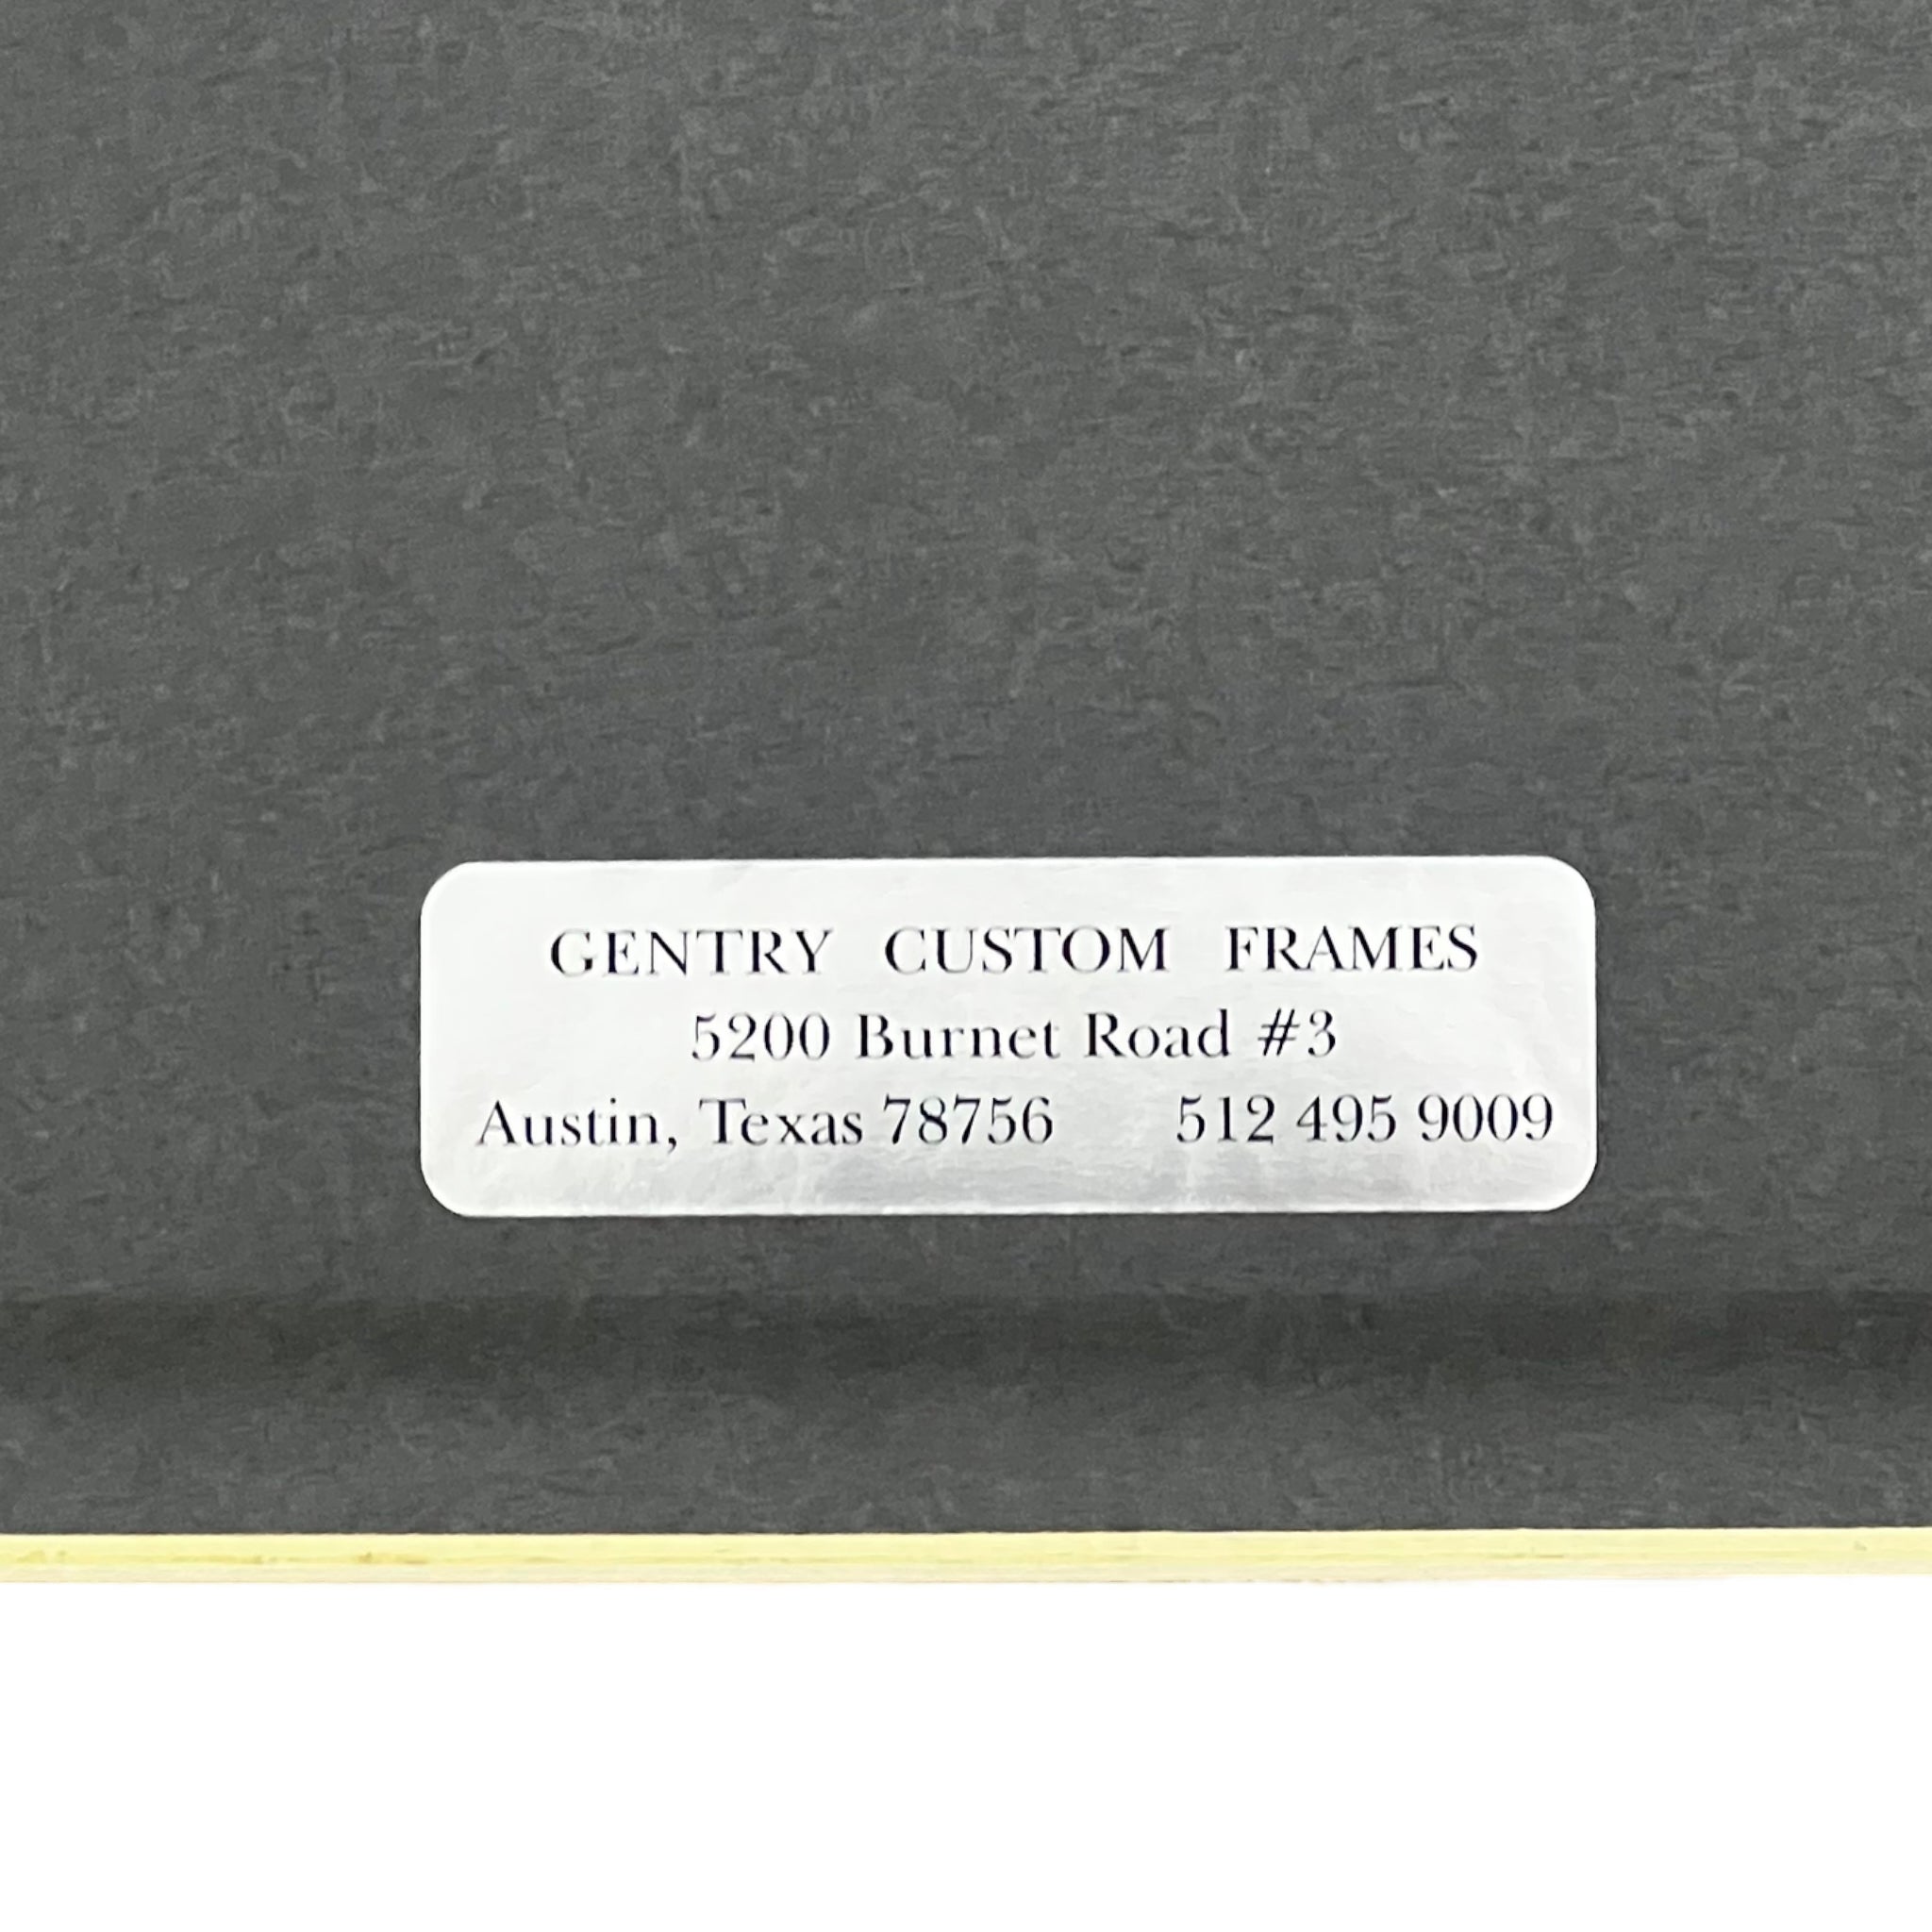 GENTRY CUSTOM FRAMES
5200 Burnet Road #3
Austin, Texas 78756 512 495 9009